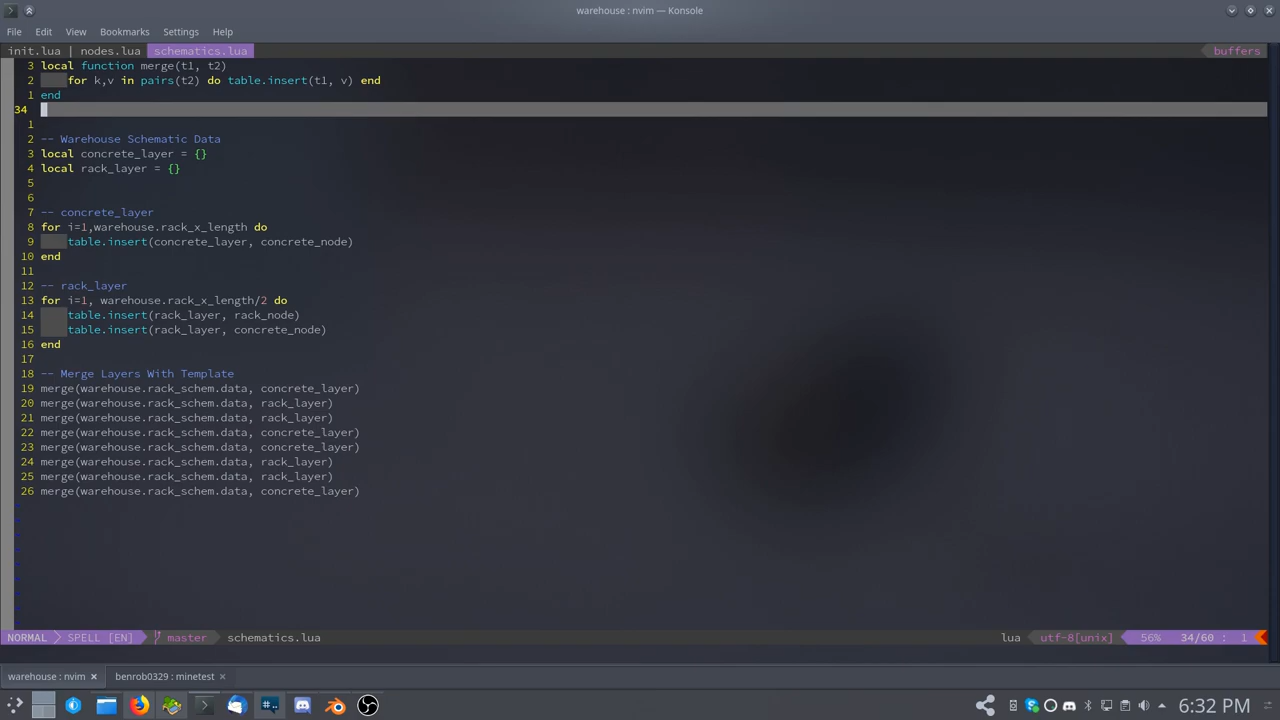 warehouse : nvim — Konsole
File Edit View Bookmarks Settings Help
init.lua | nodes.lua schematics.lua buffers
3 local function merge(t1, t2)
2 for k,v in pairs(t2) do table.insert(t1, v) end
1 end
34
1
2 -- Warehouse Schematic Data
3 local concrete_layer = {}
4 local rack_layer = {}
5
6
7 -- concrete_layer
8 for i=1,warehouse.rack_x_length do
9 table.insert(concrete_layer, concrete_node)
10 end
11
12 -- rack_layer
13 for i=1, warehouse.rack_x_length/2 do
14 table.insert(rack_layer, rack_node)
15 table.insert(rack_layer, concrete_node)
16 end
17
18 -- Merge Layers With Template
19 merge(warehouse.rack_schem.data, concrete_layer)
20 merge(warehouse.rack_schem.data, rack_layer)
21 merge(warehouse.rack_schem.data, rack_layer)
22 merge(warehouse.rack_schem.data, concrete_layer)
23 merge(warehouse.rack_schem.data, concrete_layer)
24 merge(warehouse.rack_schem.data, rack_layer)
25 merge(warehouse.rack_schem.data, rack_layer)
26 merge(warehouse.rack_schem.data, concrete_layer)
~
~
~
~
~
~
~
~
NORMAL SPELL [EN] master schematics.lua lua utf-8[unix] 56% 34/60 : 1
warehouse : nvim benrob0329 : minetest
6:32 PM